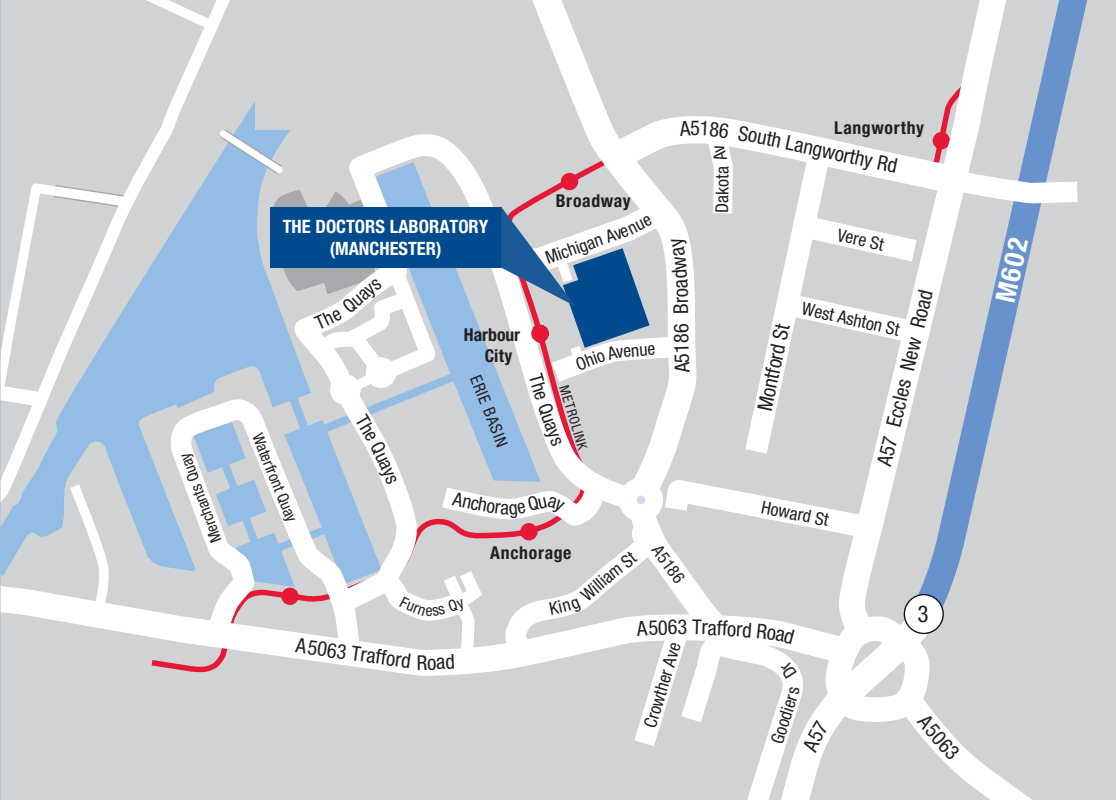 A5186 South Langworthy Rd
Langworthy
Dakota Av
Broadway
THE DOCTORS LABORATORY
(MANCHESTER)
Michigan Avenue
Vere St
M602
The Quays
A5186 Broadway
West Ashton St
Harbour
City
Ohio Avenue
Montford St
A57 Eccles New Road
ERIE BASIN
The Quays
METROLINK
The Quays
Merchants Quay
Waterfront Quay
Anchorage Quay
Howard St
Anchorage
A5186
King William St
Furness Qy
3
A5063 Trafford Road
A5063 Trafford Road
Crowther Ave
Goodiers Dr
A57
A5063